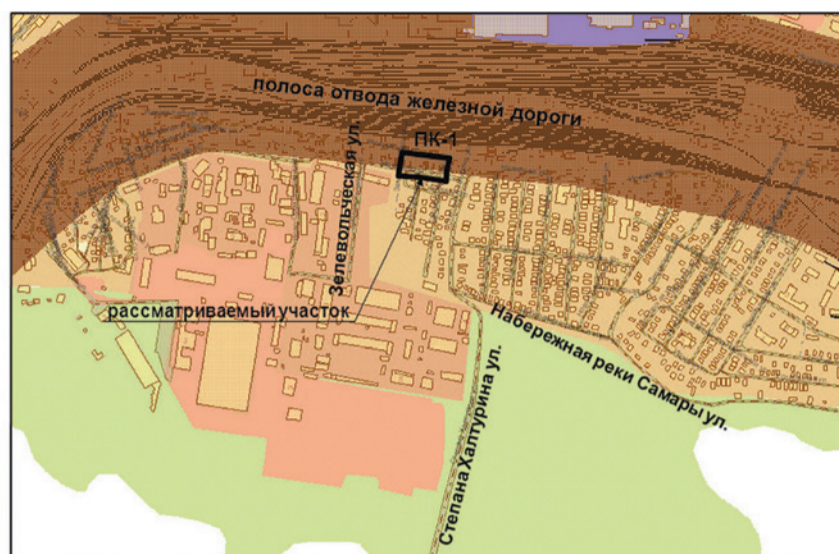 полоса отвода железной дороги
ПК-1
Зелевольческая ул.
рассматриваемый участок
Набережная реки Самары ул.
Степана Халтурина ул.